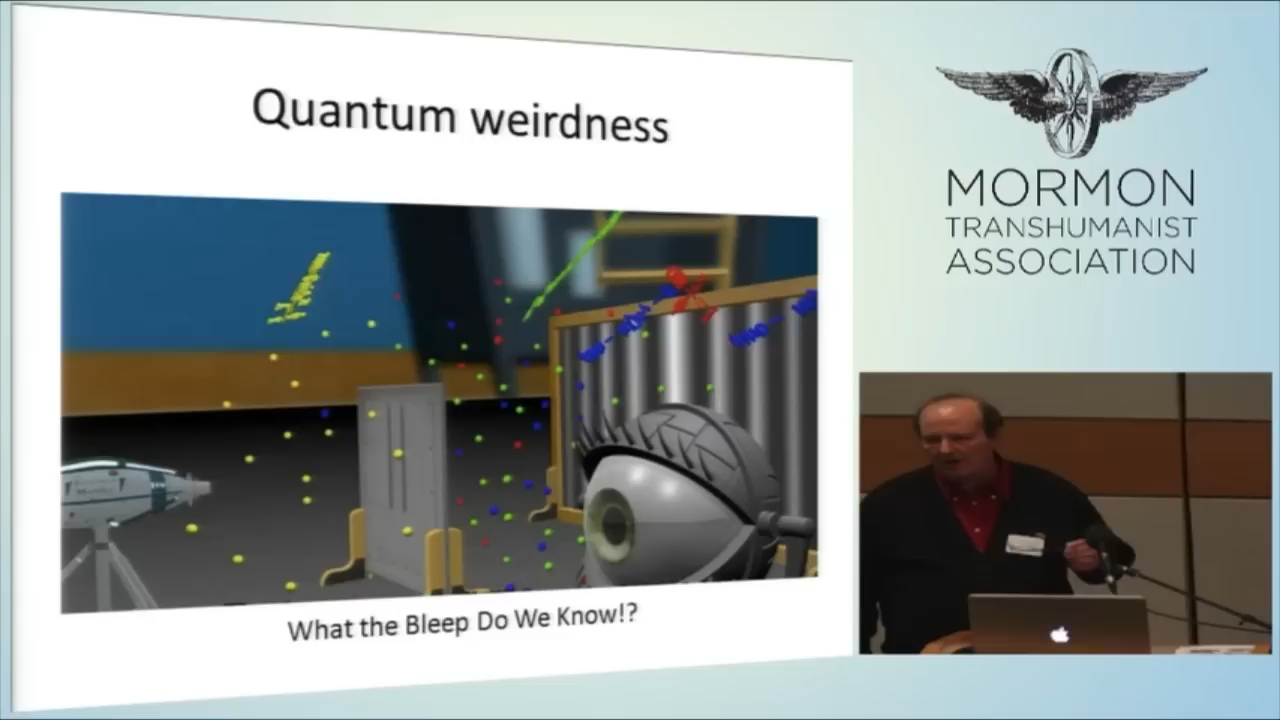 Quantum weirdness
What the Bleep Do We Know!?
MORMON
TRANSHUMANIST
ASSOCIATION